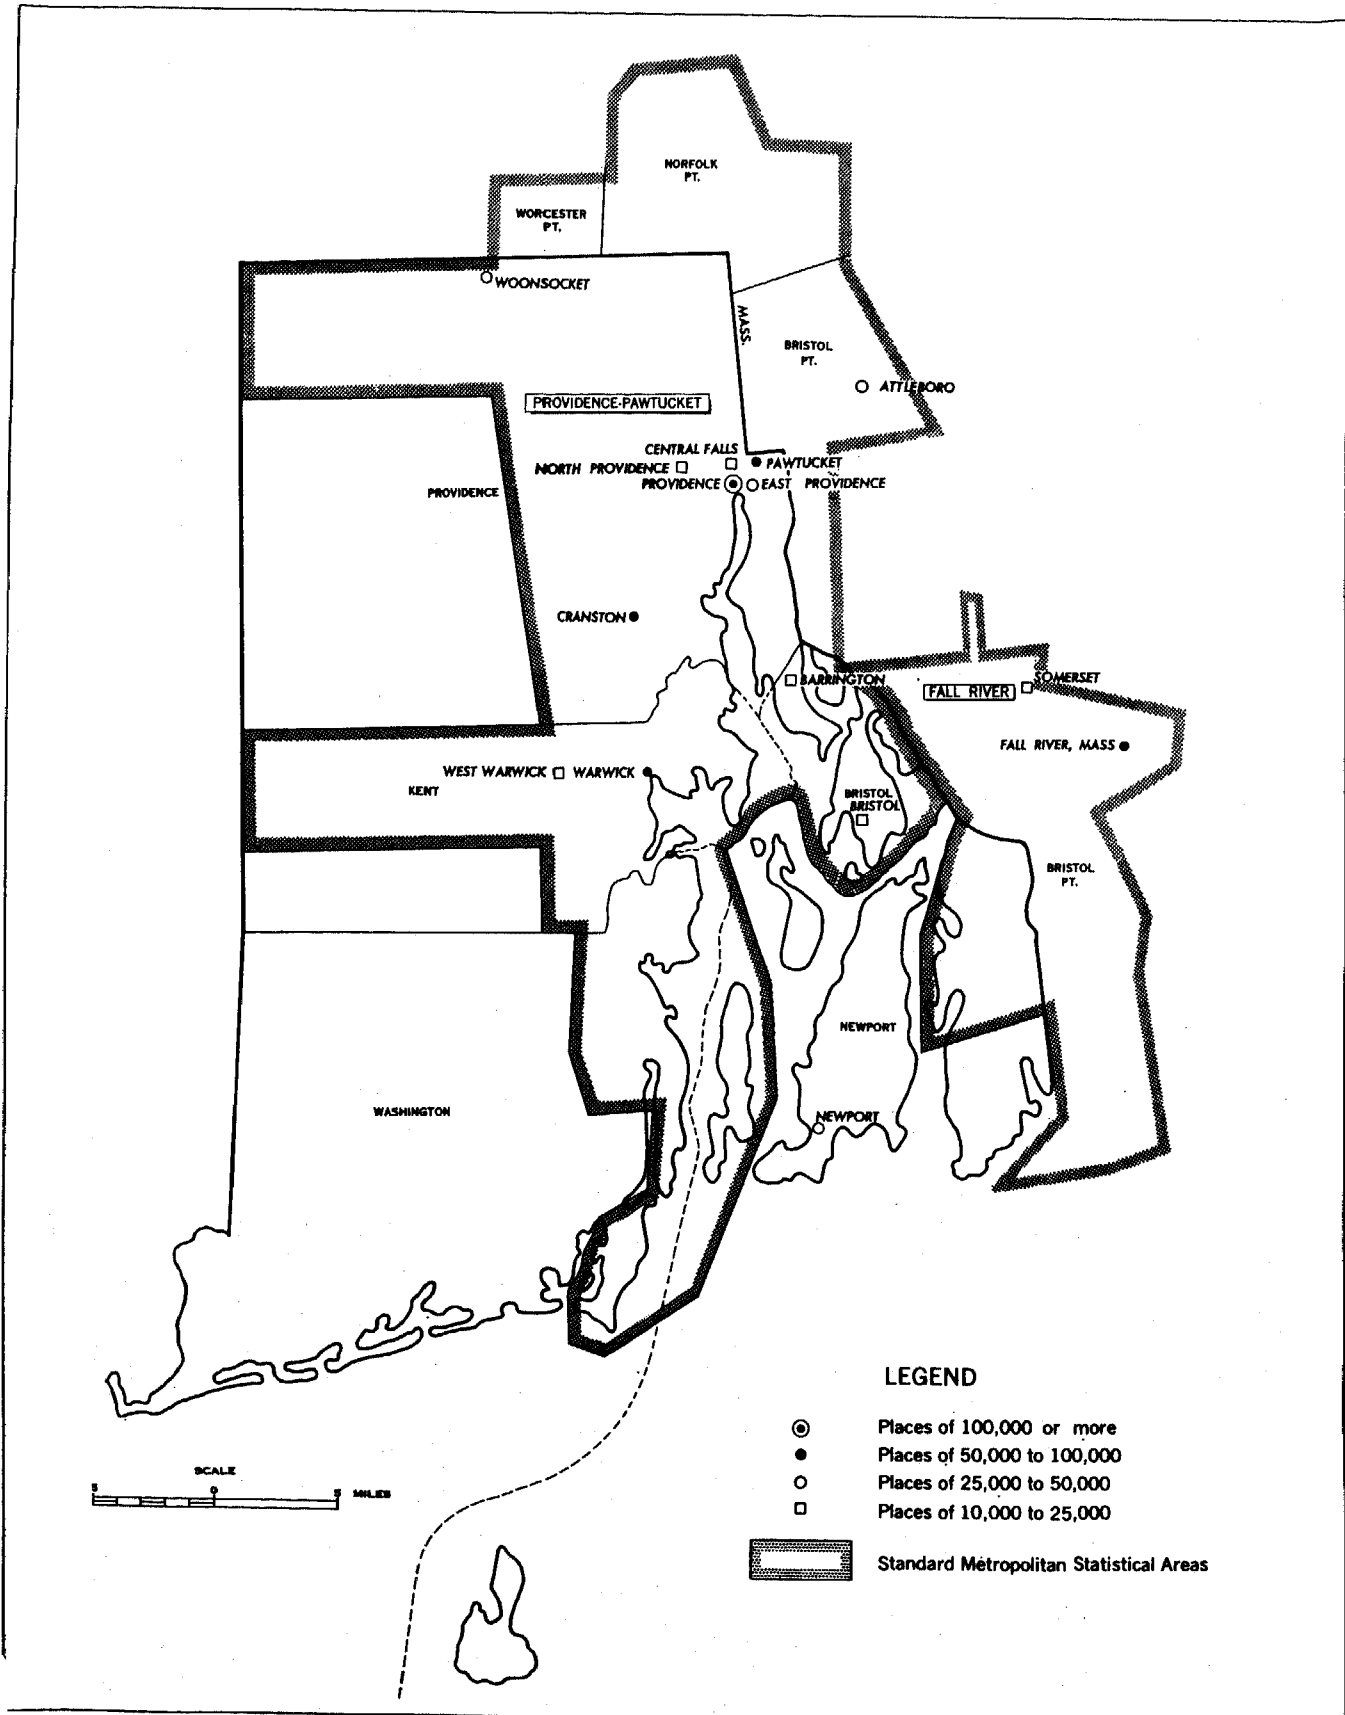 NORFOLK
PT.
WORCESTER
PT.
WOONSOCKET
MASS.
BRISTOL
PT.
ATTLEBORO
PROVIDENCE-PAWTUCKET
CENTRAL FALLS
PAWTUCKET
NORTH PROVIDENCE
PROVIDENCE
EAST PROVIDENCE
PROVIDENCE
CRANSTON
BARRINGTON
FALL RIVER
SOMERSET
FALL RIVER, MASS
WEST WARWICK
WARWICK
KENT
BRISTOL
BRISTOL
BRISTOL
PT.
NEWPORT
WASHINGTON
NEWPORT
LEGEND
Places of 100,000 or more
Places of 50,000 to 100,000
Places of 25,000 to 50,000
Places of 10,000 to 25,000
Standard Metropolitan Statistical Areas
SCALE
5 0 5 MILES